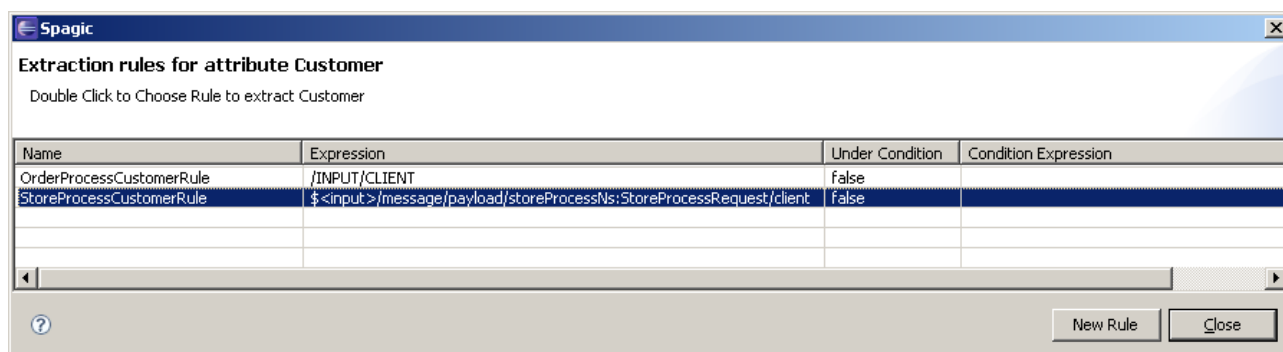 Spagic
Extraction rules for attribute Customer
Double Click to Choose Rule to extract Customer
Name Expression Under Condition Condition Expression
OrderProcessCustomerRule /INPUT/CLIENT false
StoreProcessCustomerRule $<input>/message/payload/storeProcessNs:StoreProcessRequest/client false
New Rule Close